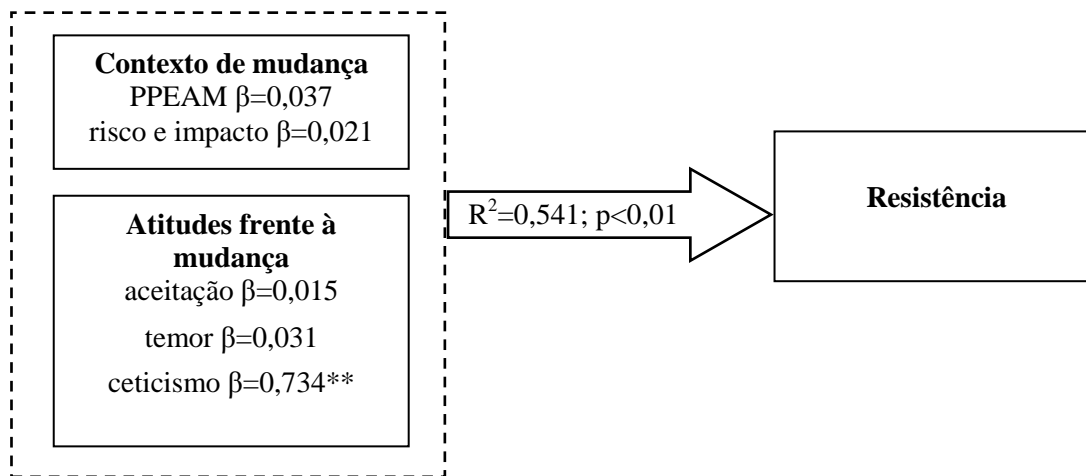 Contexto de mudança
PPEAM β=0,037
risco e impacto β=0,021
Atitudes frente à
mudança
aceitação β=0,015
temor β=0,031
ceticismo β=0,734**
R²=0,541; p<0,01
Resistência